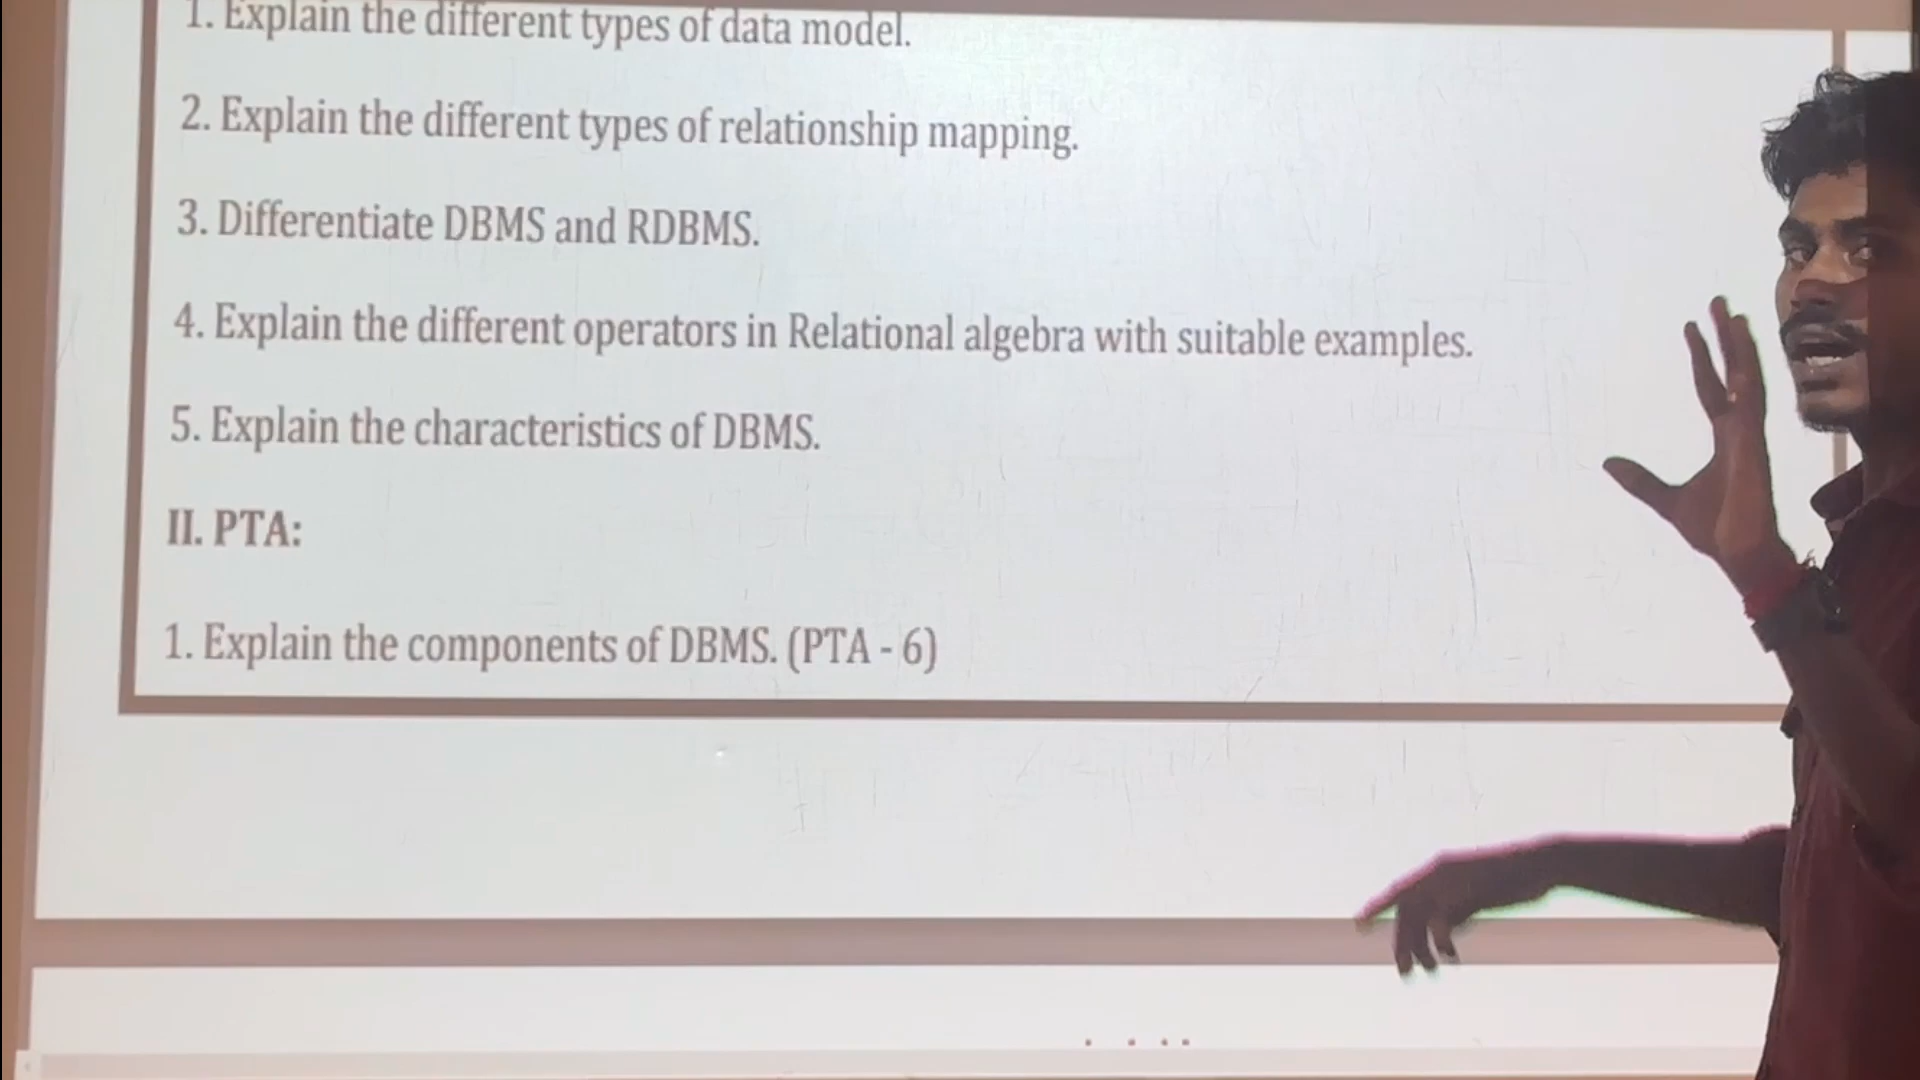 1. Explain the different types of data model.
2. Explain the different types of relationship mapping.
3. Differentiate DBMS and RDBMS.
4. Explain the different operators in Relational algebra with suitable examples.
5. Explain the characteristics of DBMS.
II. PTA:
1. Explain the components of DBMS. (PTA - 6)